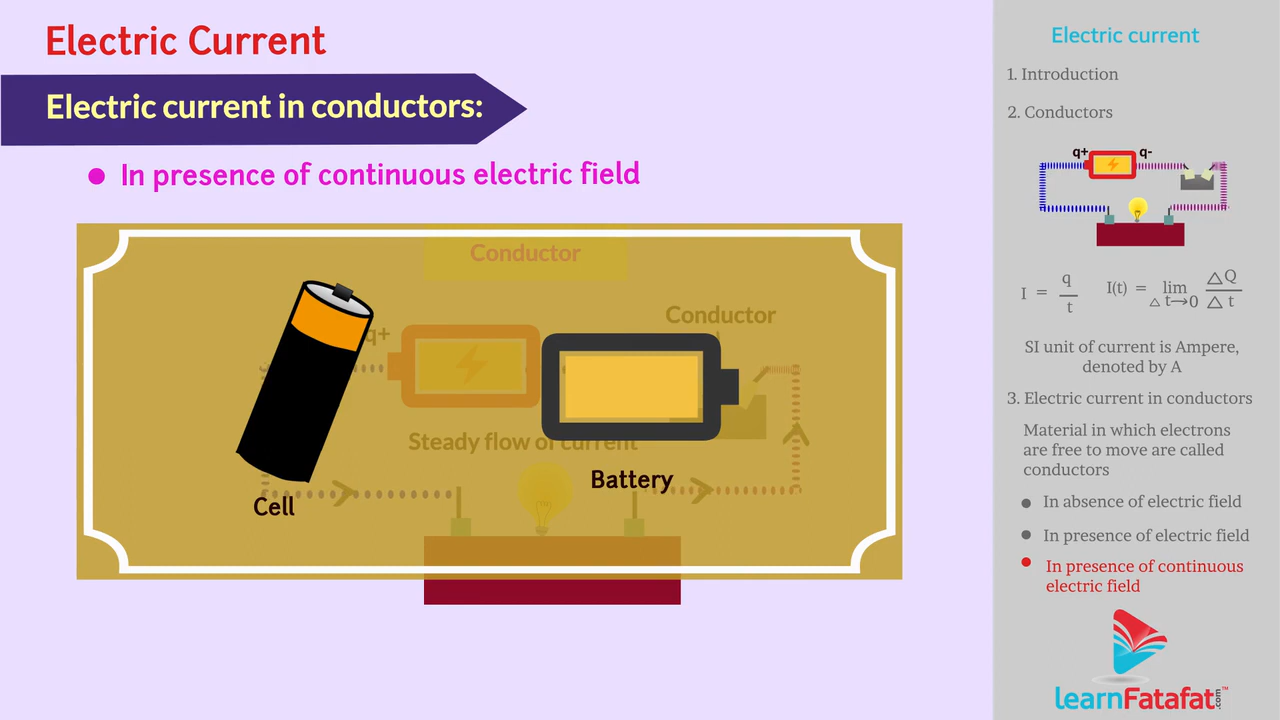 Electric Current
Electric current in conductors:
● In presence of continuous electric field
Conductor
q+
Conductor
Steady flow of current
Battery
Cell
Electric current
1. Introduction
2. Conductors
q+ q-
I = q/t I(t) = lim △t→0 △Q/△t
SI unit of current is Ampere,
denoted by A
3. Electric current in conductors
Material in which electrons
are free to move are called
conductors
● In absence of electric field
● In presence of electric field
● In presence of continuous
electric field
learnFatafat.com™